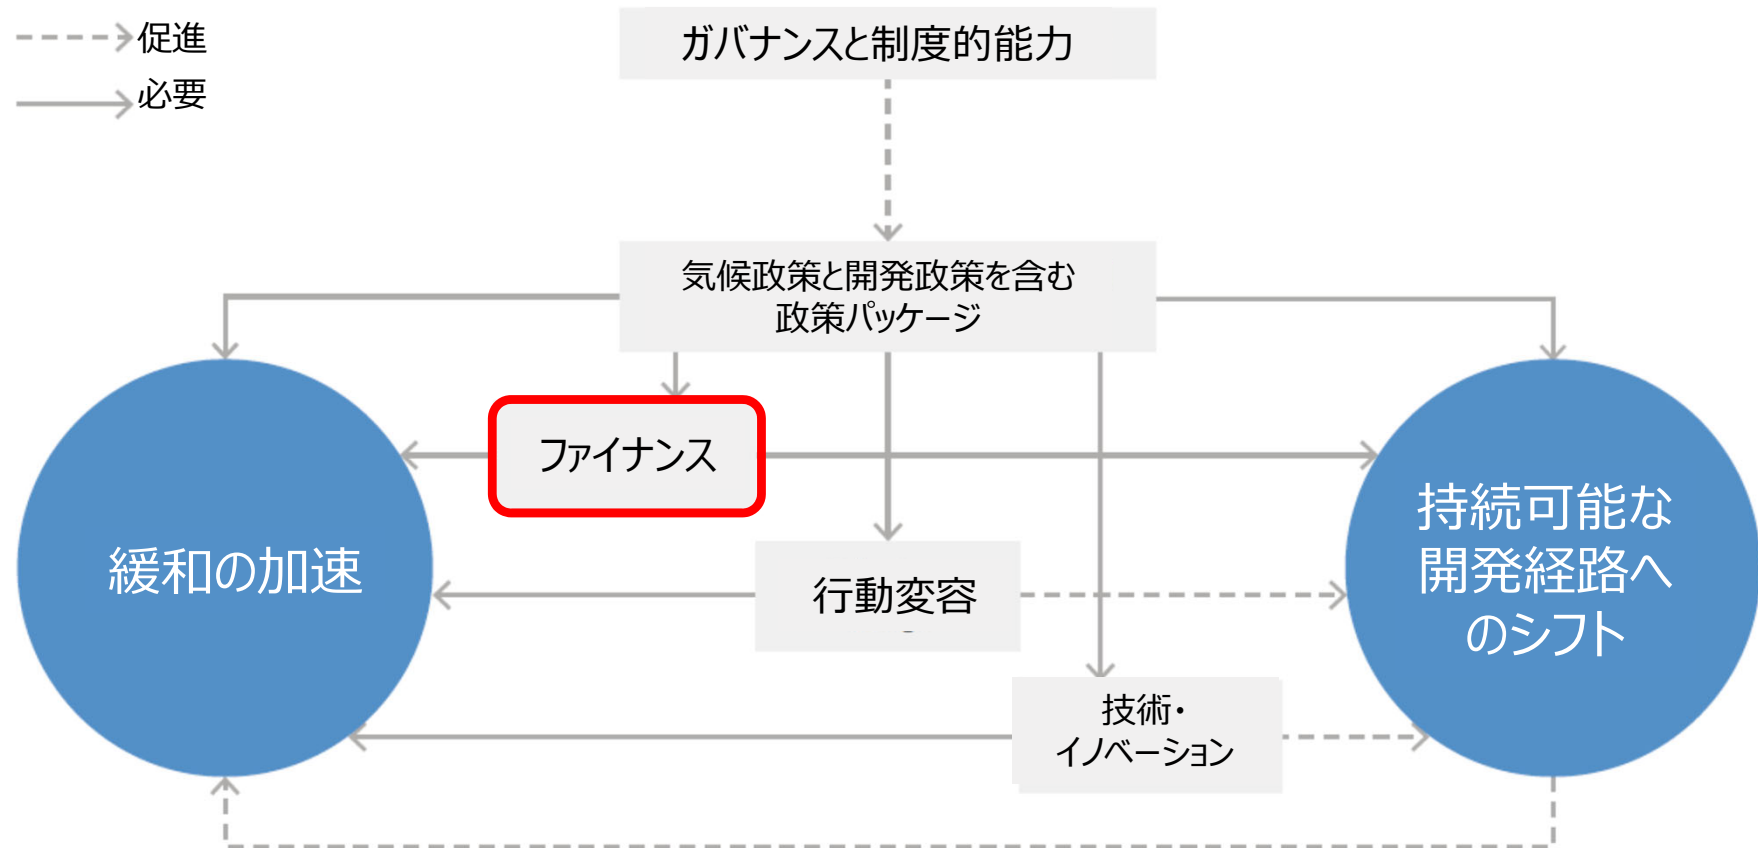 促進
必要
ガバナンスと制度的能力
気候政策と開発政策を含む
政策パッケージ
ファイナンス
緩和の加速
行動変容
持続可能な
開発経路へ
のシフト
技術・
イノベーション